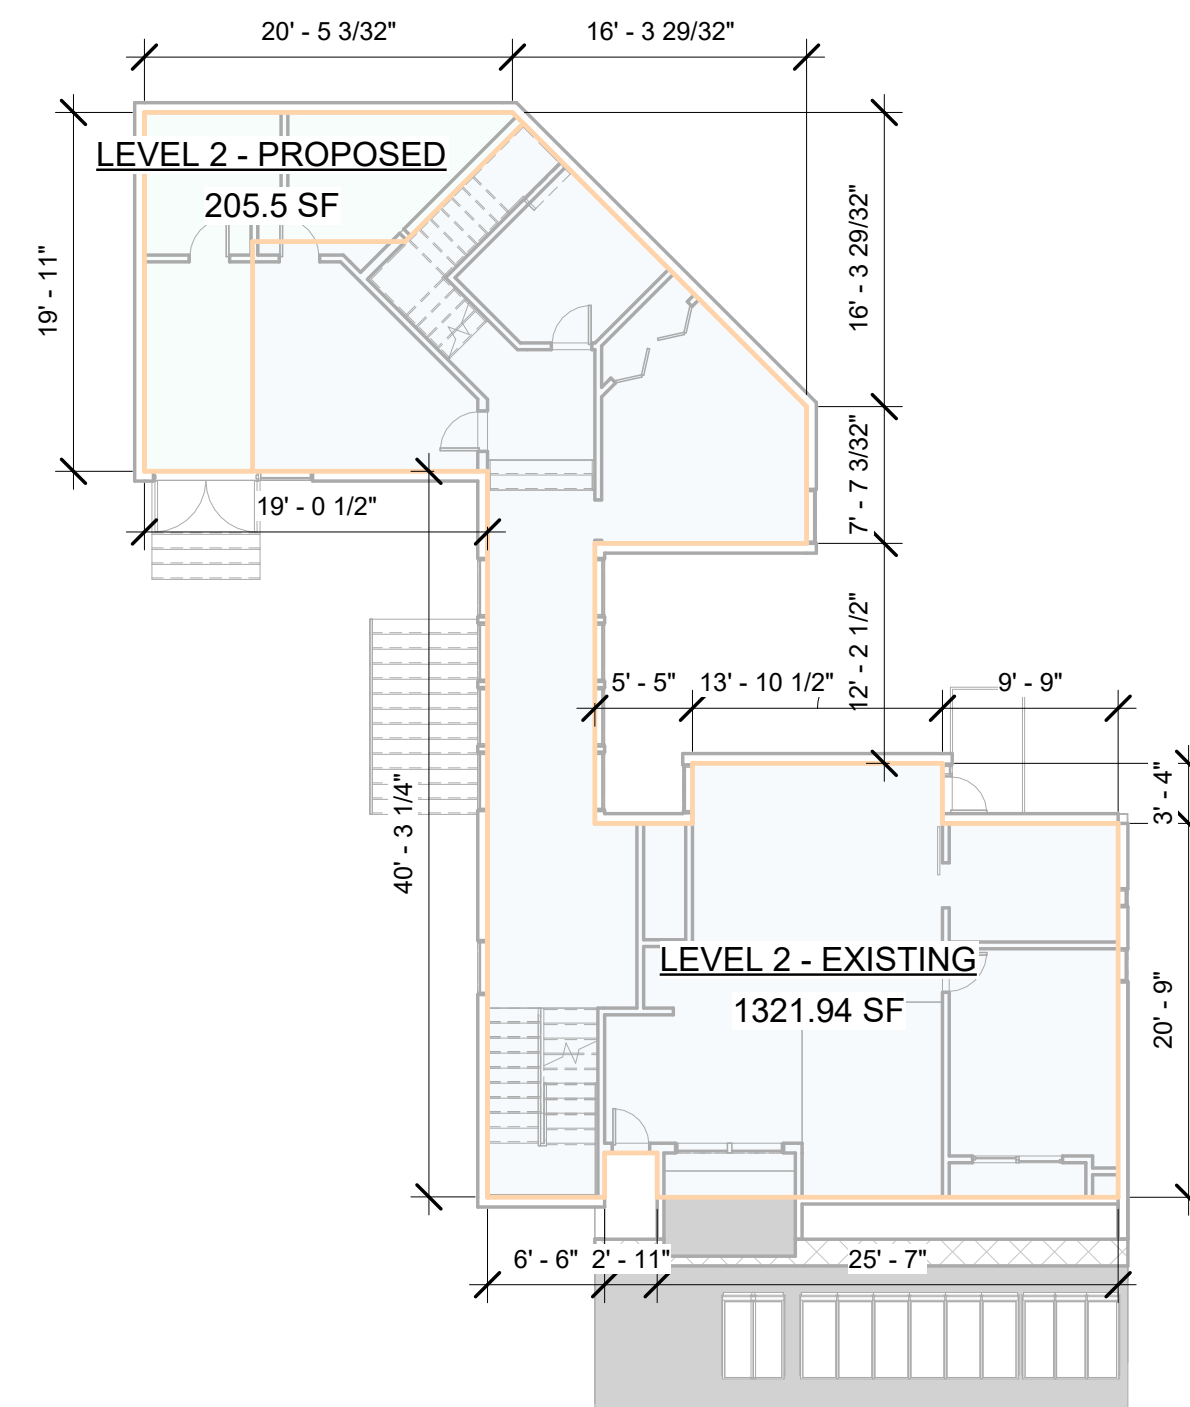 20' - 5 3/32"
16' - 3 29/32"
LEVEL 2 - PROPOSED
205.5 SF
19' - 11"
16' - 3 29/32"
7' - 7 3/32"
19' - 0 1/2"
12' - 2 1/2"
5' - 5"
13' - 10 1/2"
9' - 9"
3' - 4"
40' - 3 1/4"
LEVEL 2 - EXISTING
1321.94 SF
20' - 9"
6' - 6"
2' - 11"
25' - 7"